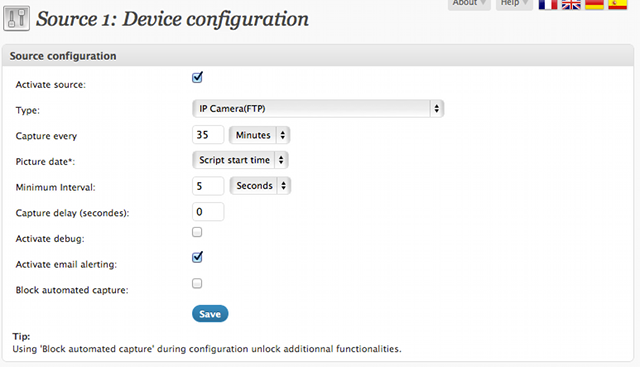 About Help
Source 1: Device configuration
Source configuration
Activate source:
Type: IP Camera(FTP)
Capture every 35 Minutes
Picture date*: Script start time
Minimum Interval: 5 Seconds
Capture delay (secondes): 0
Activate debug:
Activate email alerting:
Block automated capture:
Save
Tip:
Using 'Block automated capture' during configuration unlock additionnal functionalities.